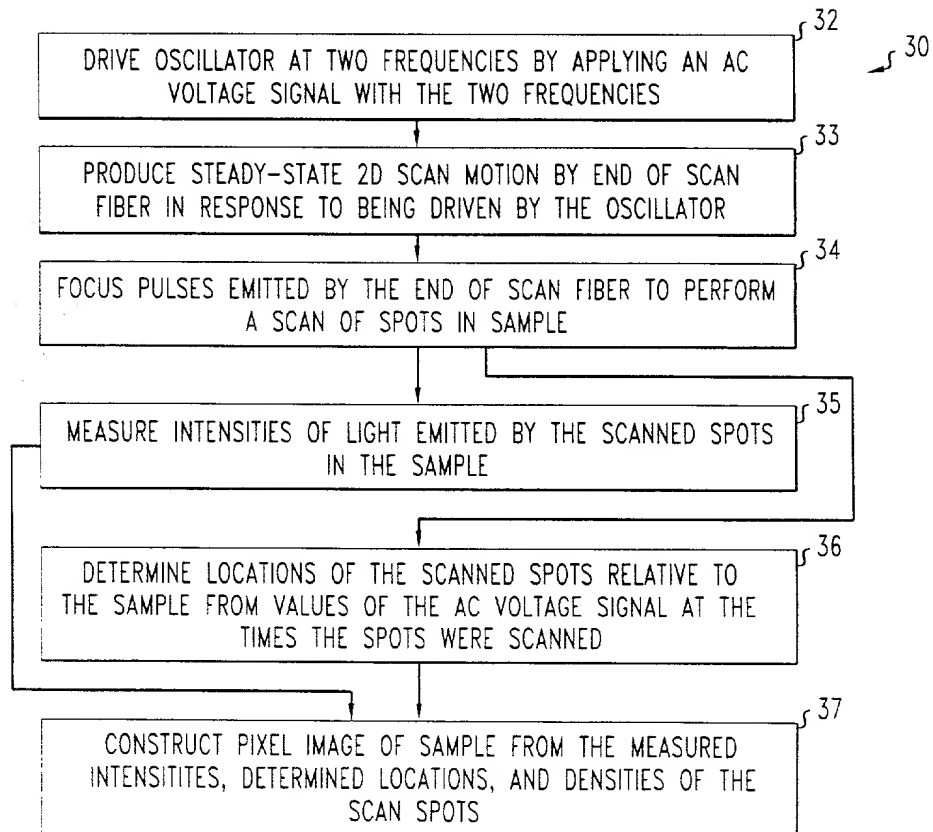 32
30
DRIVE OSCILLATOR AT TWO FREQUENCIES BY APPLYING AN AC
VOLTAGE SIGNAL WITH THE TWO FREQUENCIES
33
PRODUCE STEADY-STATE 2D SCAN MOTION BY END OF SCAN
FIBER IN RESPONSE TO BEING DRIVEN BY THE OSCILLATOR
34
FOCUS PULSES EMITTED BY THE END OF SCAN FIBER TO PERFORM
A SCAN OF SPOTS IN SAMPLE
35
MEASURE INTENSITIES OF LIGHT EMITTED BY THE SCANNED SPOTS
IN THE SAMPLE
36
DETERMINE LOCATIONS OF THE SCANNED SPOTS RELATIVE TO
THE SAMPLE FROM VALUES OF THE AC VOLTAGE SIGNAL AT THE
TIMES THE SPOTS WERE SCANNED
37
CONSTRUCT PIXEL IMAGE OF SAMPLE FROM THE MEASURED
INTENSITITES, DETERMINED LOCATIONS, AND DENSITIES OF THE
SCAN SPOTS